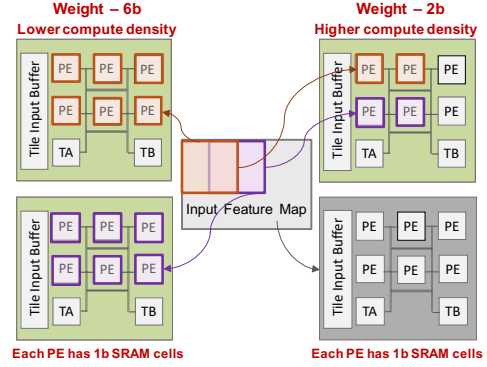 Weight – 6b
Lower compute density
Tile Input Buffer
PE PE PE
PE PE PE
TA TB
Weight – 2b
Higher compute density
Tile Input Buffer
PE PE PE
PE PE PE
TA TB
Input Feature Map
Tile Input Buffer
PE PE PE
PE PE PE
TA TB
Each PE has 1b SRAM cells
Tile Input Buffer
PE PE PE
PE PE PE
TA TB
Each PE has 1b SRAM cells